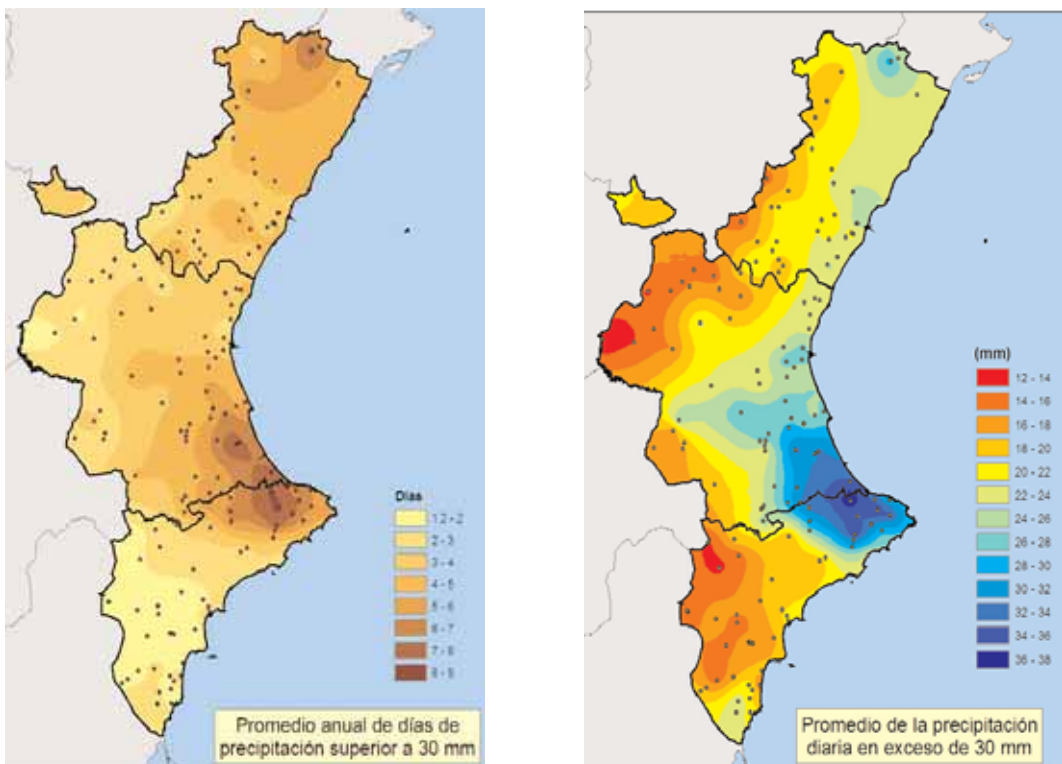 Días
1,2 - 2
2 - 3
3 - 4
4 - 5
5 - 6
6 - 7
7 - 8
8 - 9
Promedio anual de días de
precipitación superior a 30 mm
(mm)
12 - 14
14 - 16
16 - 18
18 - 20
20 - 22
22 - 24
24 - 26
26 - 28
28 - 30
30 - 32
32 - 34
34 - 36
36 - 38
Promedio de la precipitación
diaria en exceso de 30 mm